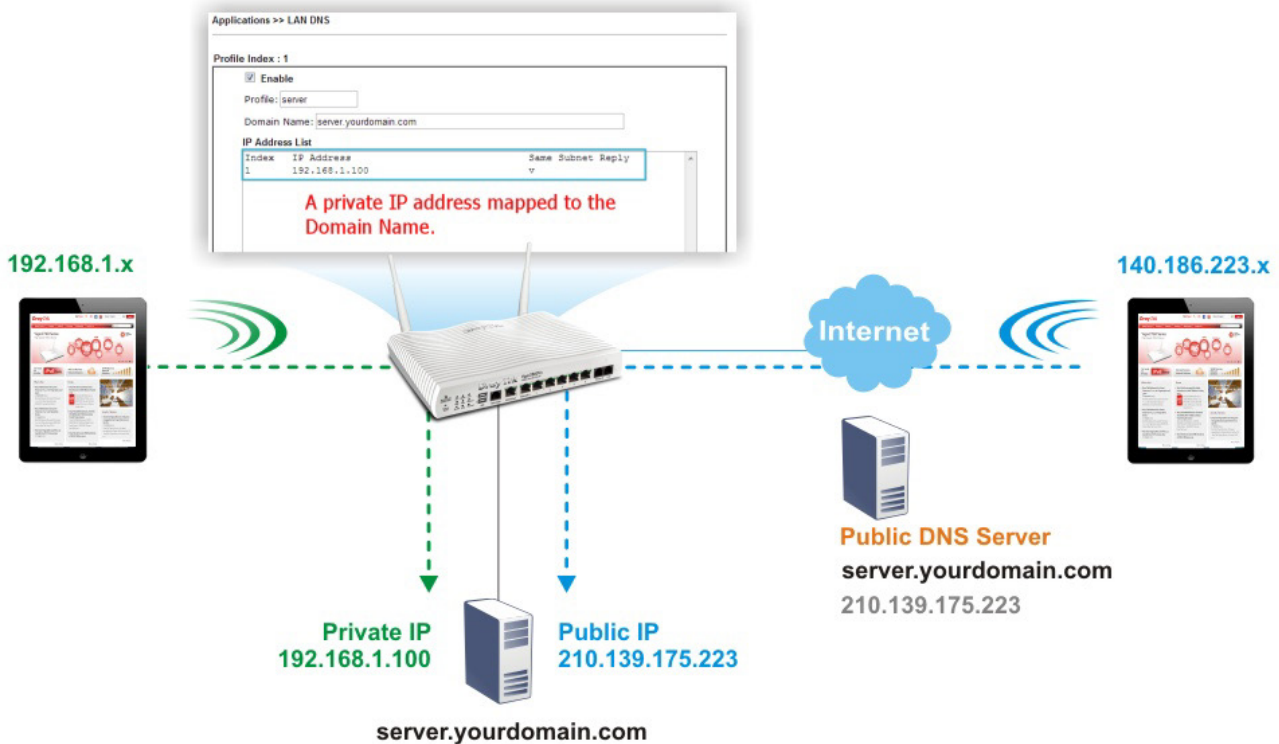 Applications >> LAN DNS
Profile Index : 1
Enable
Profile: server
Domain Name: server.yourdomain.com
IP Address List
Index IP Address Same Subnet Reply
1 192.168.1.100 v
A private IP address mapped to the
Domain Name.
192.168.1.x
140.186.223.x
Internet
DrayTek
Public DNS Server
server.yourdomain.com
210.139.175.223
Private IP
192.168.1.100
Public IP
210.139.175.223
server.yourdomain.com